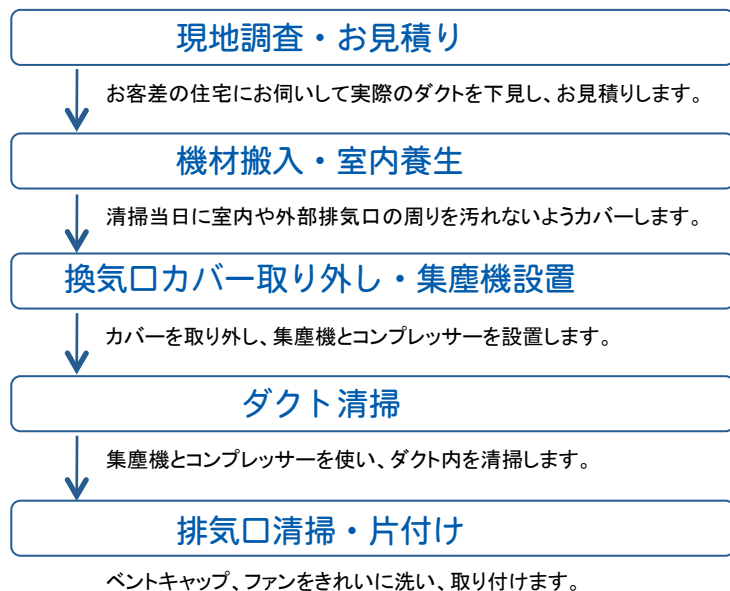 現地調査・お見積り
お客差の住宅にお伺いして実際のダクトを下見し、お見積りします。
機材搬入・室内養生
清掃当日に室内や外部排気口の周りを汚れないようカバーします。
換気口カバー取り外し・集塵機設置
カバーを取り外し、集塵機とコンプレッサーを設置します。
ダクト清掃
集塵機とコンプレッサーを使い、ダクト内を清掃します。
排気口清掃・片付け
ベントキャップ、ファンをきれいに洗い、取り付けます。